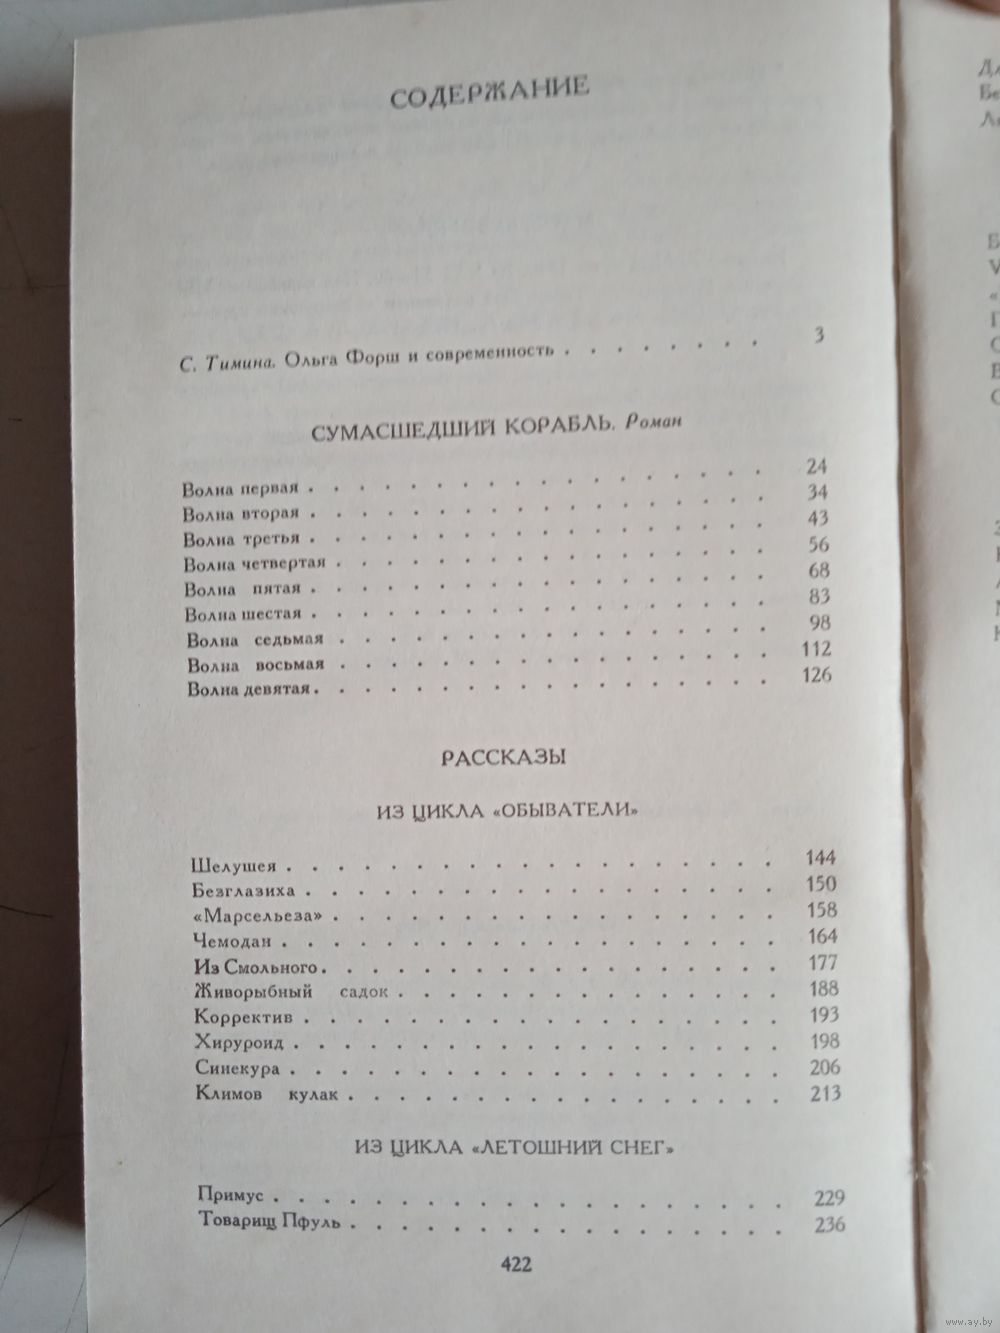 СОДЕРЖАНИЕ
С. Тимина. Ольга Форш и современность . . . . . . . . 3
СУМАСШЕДШИЙ КОРАБЛЬ. Роман
Волна первая . . . . . . . . . . . . . . . . . . 24
Волна вторая . . . . . . . . . . . . . . . . . . 34
Волна третья . . . . . . . . . . . . . . . . . . 43
Волна четвертая . . . . . . . . . . . . . . . . . 56
Волна пятая . . . . . . . . . . . . . . . . . . 68
Волна шестая . . . . . . . . . . . . . . . . . . 83
Волна седьмая . . . . . . . . . . . . . . . . . 98
Волна восьмая . . . . . . . . . . . . . . . . . 112
Волна девятая . . . . . . . . . . . . . . . . . . 126
РАССКАЗЫ
ИЗ ЦИКЛА «ОБЫВАТЕЛИ»
Шелушея . . . . . . . . . . . . . . . . . . . 144
Безглазиха . . . . . . . . . . . . . . . . . . 150
«Марсельеза» . . . . . . . . . . . . . . . . . 158
Чемодан . . . . . . . . . . . . . . . . . . . 164
Из Смольного . . . . . . . . . . . . . . . . . . 177
Живорыбный садок . . . . . . . . . . . . . . . 188
Корректив . . . . . . . . . . . . . . . . . . . 193
Хируроид . . . . . . . . . . . . . . . . . . . 198
Синекура . . . . . . . . . . . . . . . . . . . 206
Климов кулак . . . . . . . . . . . . . . . . . 213
ИЗ ЦИКЛА «ЛЕТОШНИЙ СНЕГ»
Примус . . . . . . . . . . . . . . . . . . . . 229
Товарищ Пфуль . . . . . . . . . . . . . . . . . 236
422
www.ay.by